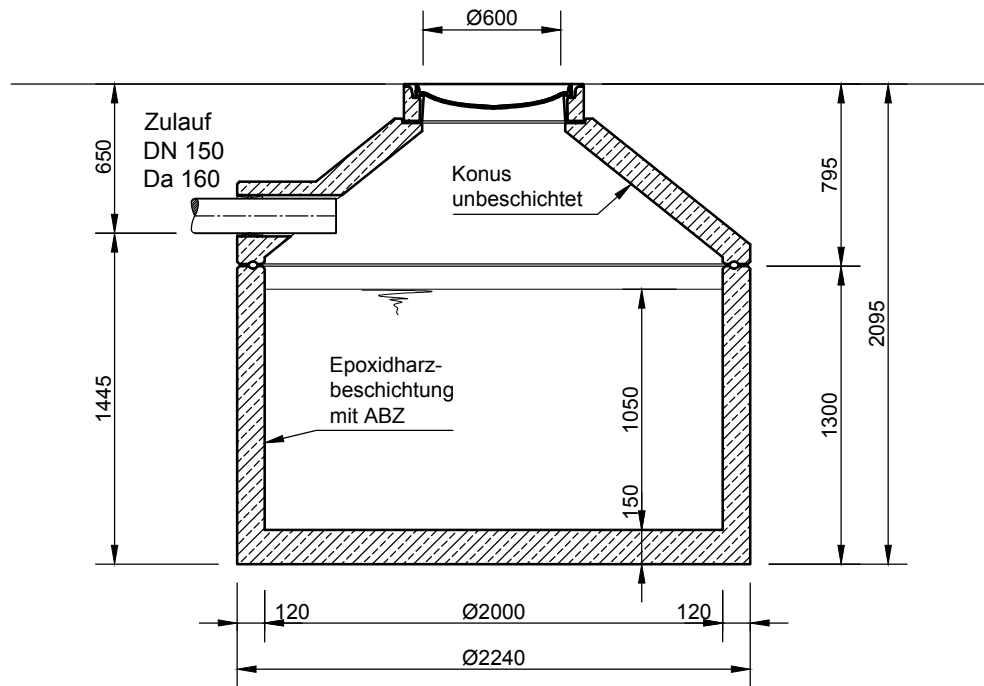 Ø600
Zulauf
DN 150
Da 160
650
795
Konus
unbeschichtet
2095
Epoxidharz-
beschichtung
mit ABZ
1445
1050
1300
150
120
Ø2000
120
Ø2240